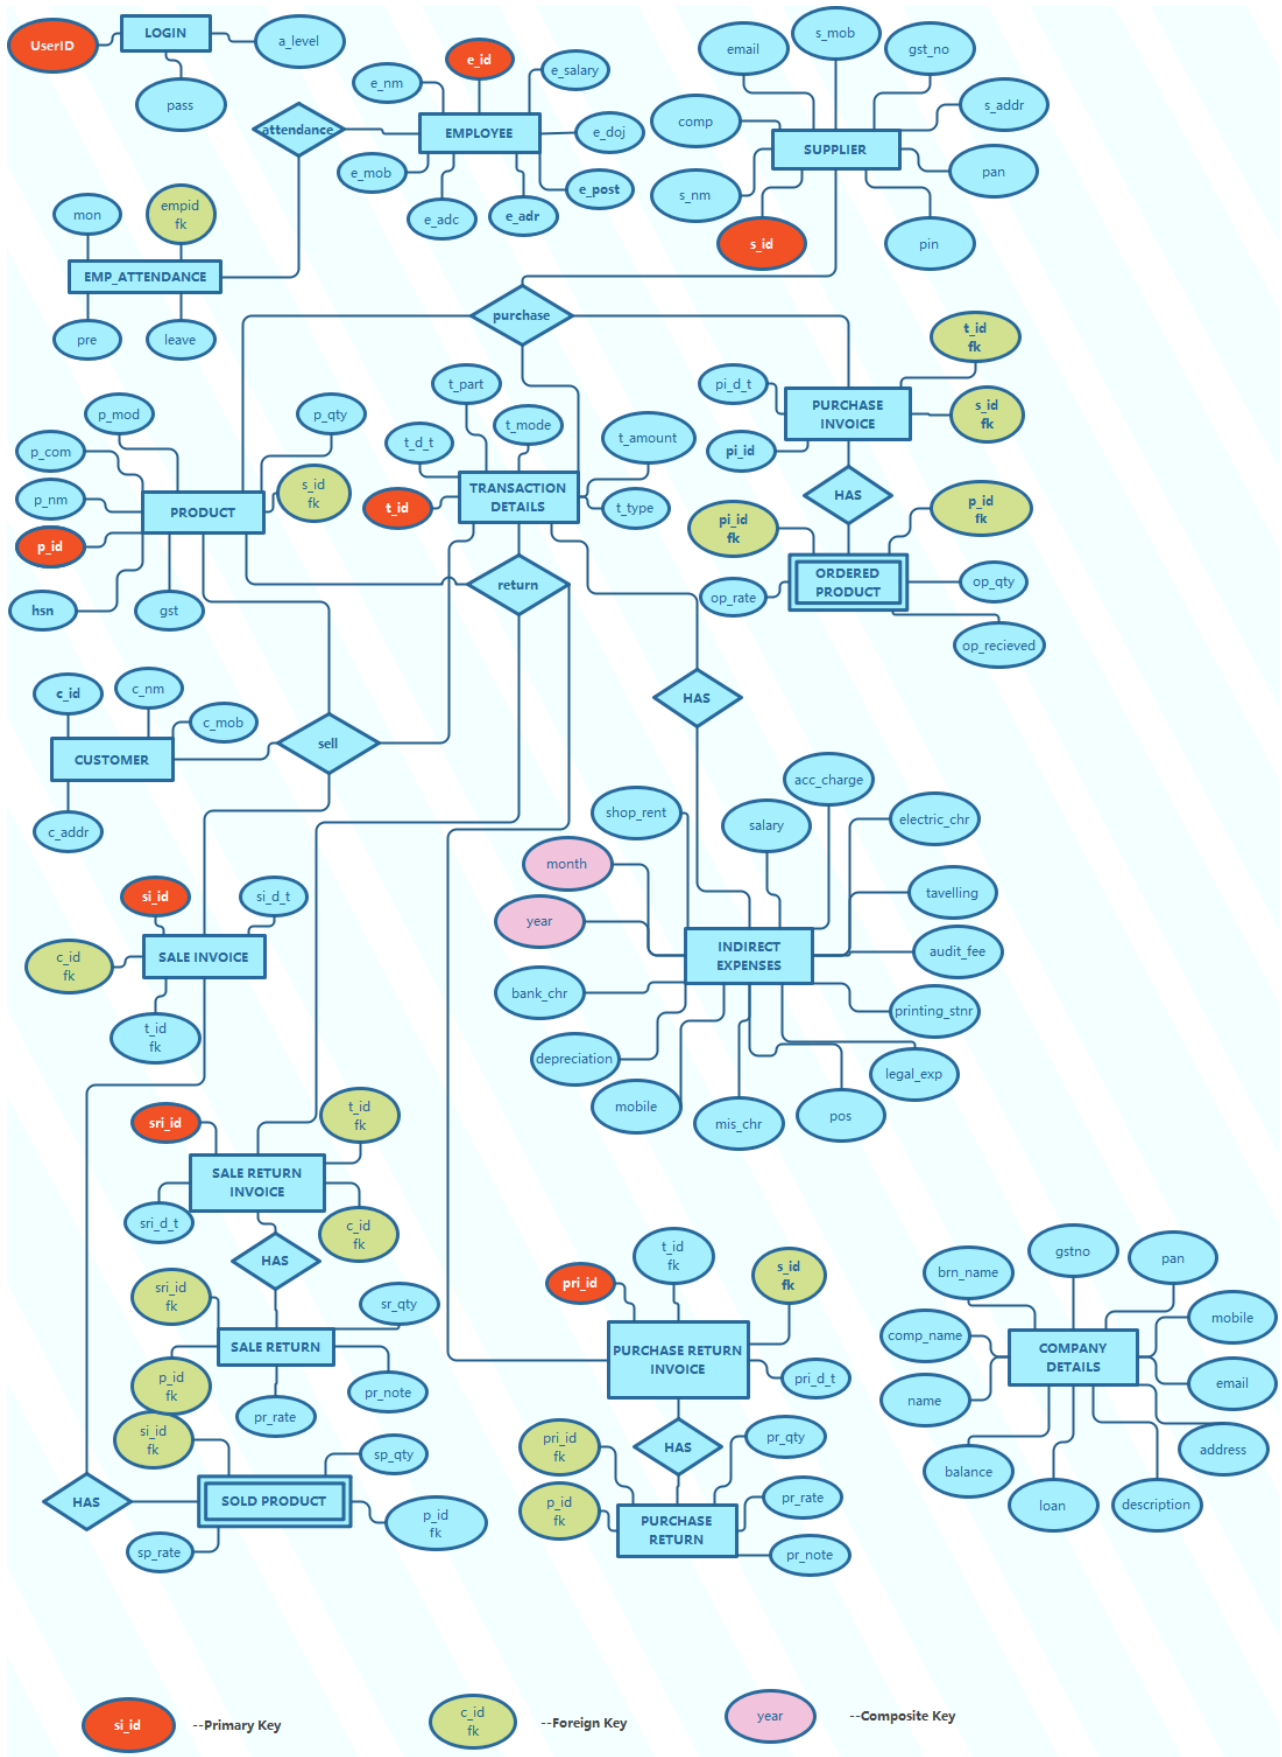 UserID
LOGIN
a_level
pass
e_id
e_nm
e_salary
attendance
EMPLOYEE
e_doj
e_mob
e_post
e_adc
e_adr
email
s_mob
gst_no
comp
s_addr
SUPPLIER
s_nm
pan
s_id
pin
mon
empid
fk
EMP_ATTENDANCE
pre
leave
purchase
t_id
fk
pi_d_t
PURCHASE
INVOICE
s_id
fk
pi_id
HAS
pi_id
fk
p_id
fk
ORDERED
PRODUCT
op_rate
op_qty
op_recieved
p_mod
p_qty
p_com
p_nm
s_id
fk
PRODUCT
p_id
hsn
gst
t_part
t_d_t
t_mode
t_amount
TRANSACTION
DETAILS
t_id
t_type
return
HAS
c_id
c_nm
c_mob
CUSTOMER
c_addr
sell
acc_charge
shop_rent
salary
electric_chr
month
tavelling
year
INDIRECT
EXPENSES
audit_fee
bank_chr
printing_stnr
depreciation
legal_exp
mobile
mis_chr
pos
si_id
si_d_t
c_id
fk
SALE INVOICE
t_id
fk
sri_id
t_id
fk
SALE RETURN
INVOICE
sri_d_t
c_id
fk
HAS
sri_id
fk
sr_qty
SALE RETURN
p_id
fk
pr_note
pr_rate
si_id
fk
sp_qty
HAS
SOLD PRODUCT
p_id
fk
sp_rate
t_id
fk
pri_id
s_id
fk
PURCHASE RETURN
INVOICE
pri_d_t
pri_id
fk
HAS
pr_qty
p_id
fk
pr_rate
PURCHASE
RETURN
pr_note
gstno
brn_name
pan
comp_name
mobile
COMPANY
DETAILS
name
email
address
balance
loan
description
si_id
--Primary Key
c_id
fk
--Foreign Key
year
--Composite Key